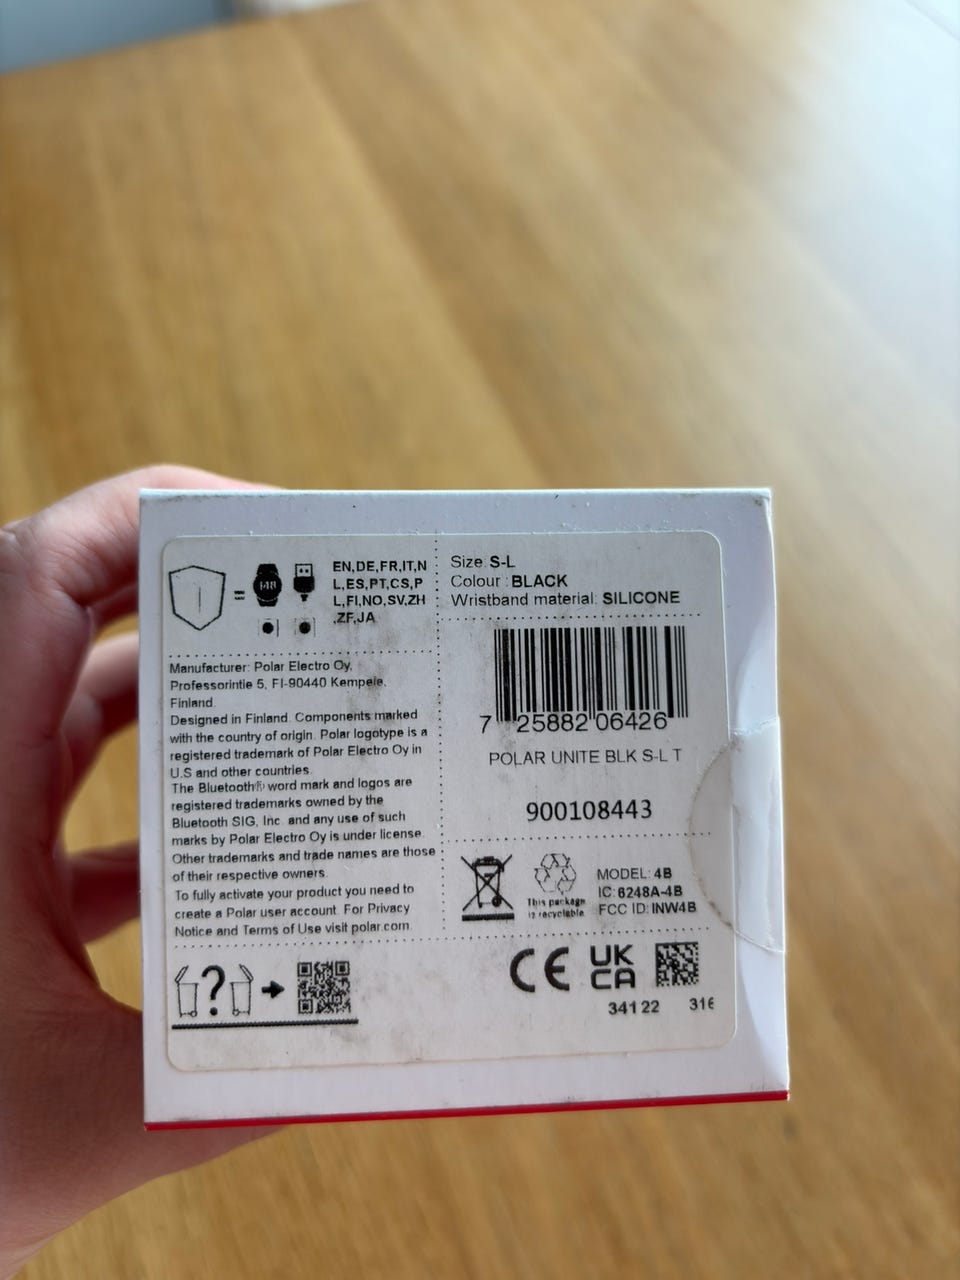 EN,DE,FR,IT,N
L,ES,PT,CS,P
L,FI,NO,SV,ZH
,ZF,JA
Manufacturer: Polar Electro Oy,
Professorintie 5, FI-90440 Kempele,
Finland.
Designed in Finland. Components marked
with the country of origin. Polar logotype is a
registered trademark of Polar Electro Oy in
U.S and other countries.
The Bluetooth® word mark and logos are
registered trademarks owned by the
Bluetooth SIG, Inc. and any use of such
marks by Polar Electro Oy is under license.
Other trademarks and trade names are those
of their respective owners.
To fully activate your product you need to
create a Polar user account. For Privacy
Notice and Terms of Use visit polar.com
Size: S-L
Colour : BLACK
Wristband material: SILICONE
7 25882 06426
POLAR UNITE BLK S-L T
900108443
This package
is recyclable
MODEL: 4B
IC: 6248A-4B
FCC ID: INW4B
CE UK
CA
34122 316